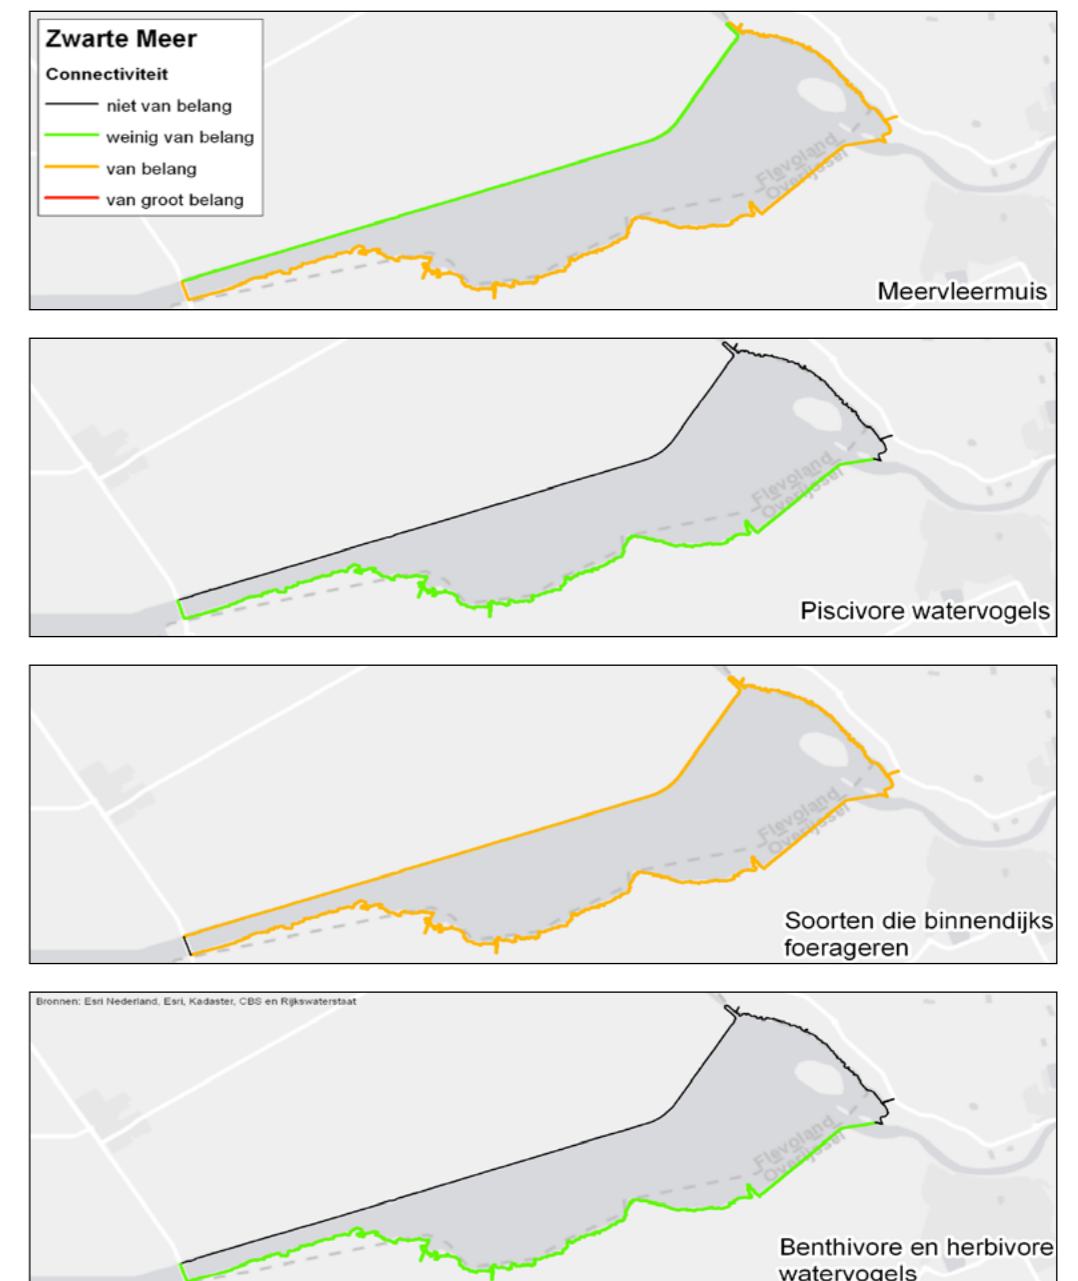 Zwarte Meer
Connectiviteit
niet van belang
weinig van belang
van belang
van groot belang
Flevoland
Overijssel
Meervleermuis
Flevoland
Overijssel
Piscivore watervogels
Flevoland
Overijssel
Soorten die binnendijks
foerageren
Bronnen: Esri Nederland, Esri, Kadaster, CBS en Rijkswaterstaat
Flevoland
Overijssel
Benthivore en herbivore
watervogels